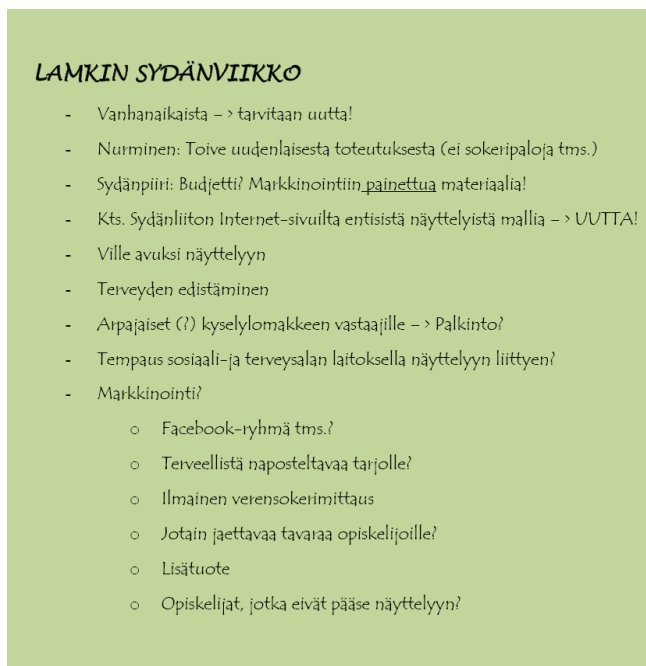 LAMKIN SYDÄNVIIKKO
- Vanhanaikaista – > tarvitaan uutta!
- Nurminen: Toive uudenlaisesta toteutuksesta (ei sokeripaloja tms.)
- Sydänpiiri: Budjetti? Markkinointiin painettua materiaalia!
- Kts. Sydänliiton Internet-sivuilta entisistä näyttelyistä mallia – > UUTTA!
- Ville avuksi näyttelyyn
- Terveyden edistäminen
- Arpajaiset (?) kyselylomakkeen vastaajille – > Palkinto?
- Tempaus sosiaali-ja terveysalan laitoksella näyttelyyn liittyen?
- Markkinointi?
o Facebook-ryhmä tms.?
o Terveellistä naposteltavaa tarjolle?
o Ilmainen verensokerimittaus
o Jotain jaettavaa tavaraa opiskelijoille?
o Lisätuote
o Opiskelijat, jotka eivät pääse näyttelyyn?